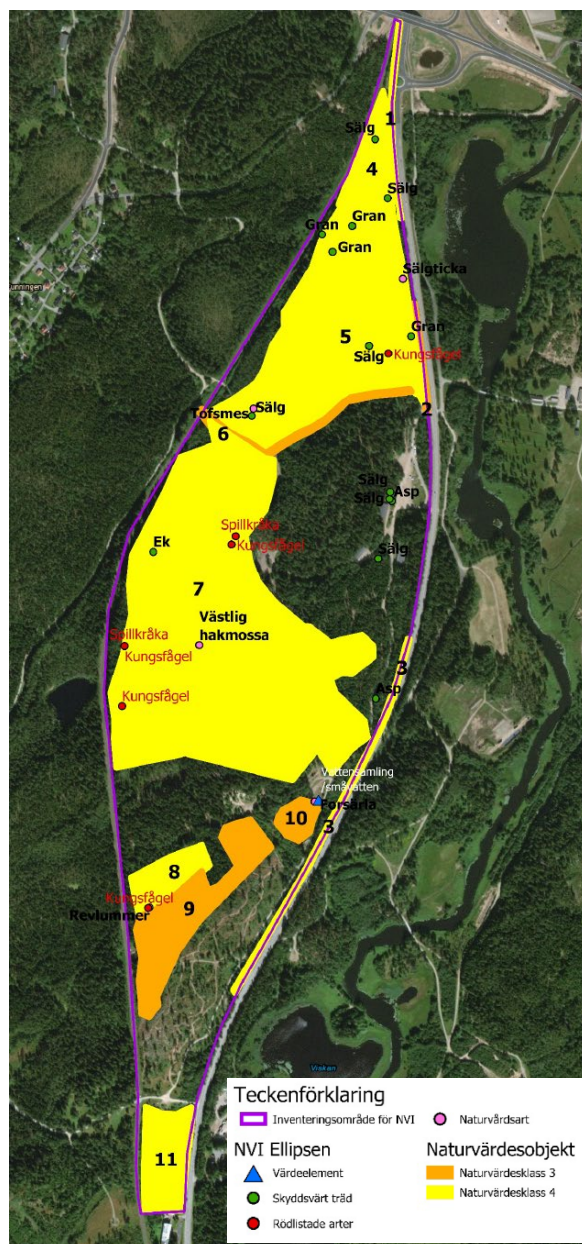 1
Sälg
4
Sälg
Gran
Gran
Gran
Sälgticka
Gran
5
Sälg
Kungsfågel
2
Tofsmes
Sälg
6
Sälg
Asp
Sälg
Spillkråka
Kungsfågel
Ek
Sälg
7
Västlig
hakmossa
Spillkråka
Kungsfågel
3
Asp
Kungsfågel
Vattensamling
/småvatten
Forsärla
10
3
8
Kungsfågel
9
Revlummer
Viskan
11
Teckenförklaring
Inventeringsområde för NVI
Naturvårdsart
NVI Ellipsen
Naturvärdesobjekt
Värdeelement
Naturvärdesklass 3
Skyddsvärt träd
Naturvärdesklass 4
Rödlistade arter